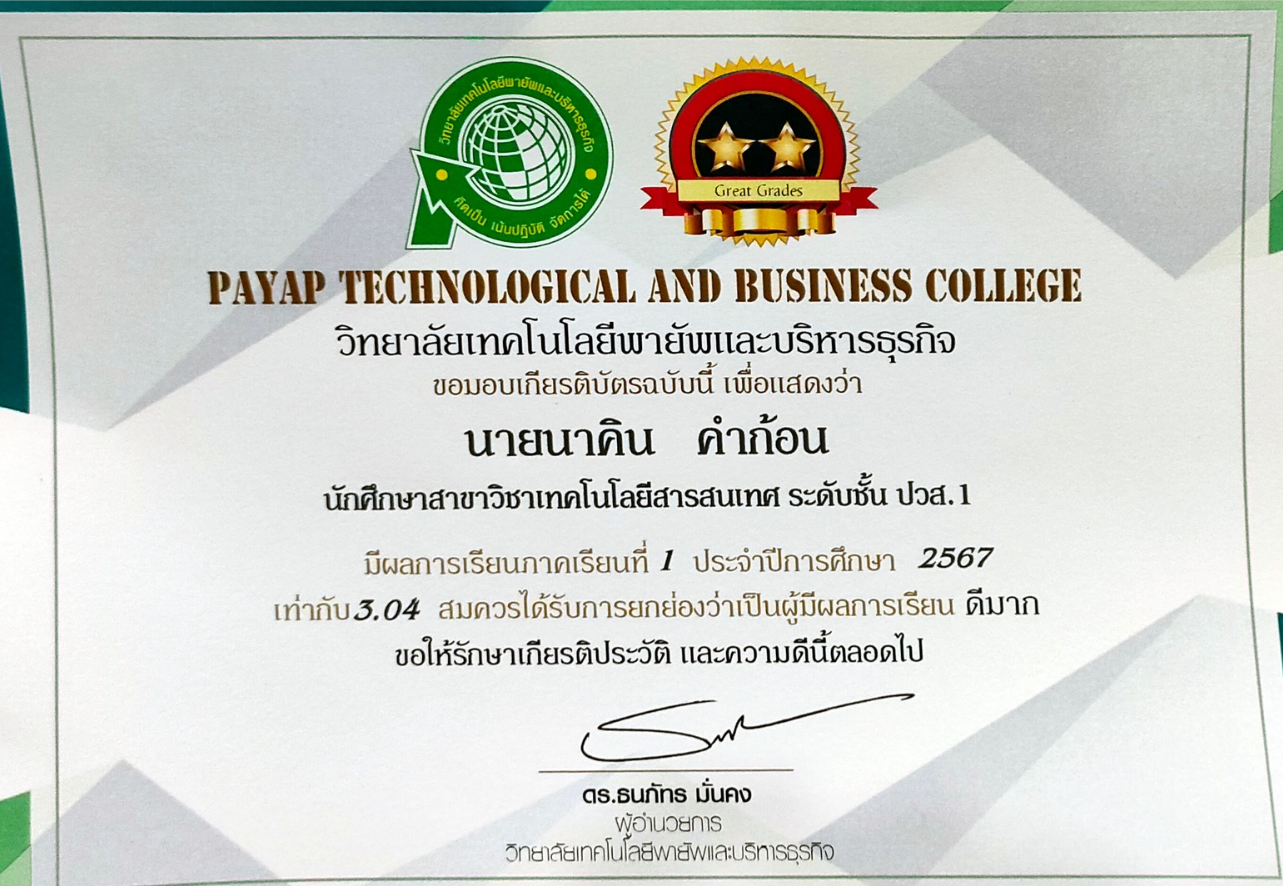 วิทยาลัยเทคโนโลยีพายัพและบริหารธุรกิจ
คิดเป็น เน้นปฏิบัติ จัดการได้
Great Grades
PAYAP TECHNOLOGICAL AND BUSINESS COLLEGE
วิทยาลัยเทคโนโลยีพายัพและบริหารธุรกิจ
ขอมอบเกียรติบัตรฉบับนี้ เพื่อแสดงว่า
นายนาคิน คำก้อน
นักศึกษาสาขาวิชาเทคโนโลยีสารสนเทศ ระดับชั้น ปวส.1
มีผลการเรียนภาคเรียนที่ 1 ประจำปีการศึกษา 2567
เท่ากับ 3.04 สมควรได้รับการยกย่องว่าเป็นผู้มีผลการเรียน ดีมาก
ขอให้รักษาเกียรติประวัติ และความดีนี้ตลอดไป
ดร.ธนภัทร มั่นคง
ผู้อำนวยการ
วิทยาลัยเทคโนโลยีพายัพและบริหารธุรกิจ